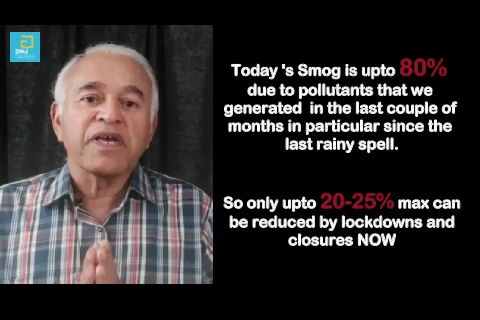 Today 's Smog is upto 80%
due to pollutants that we
generated in the last couple of
months in particular since the
last rainy spell.
So only upto 20-25% max can
be reduced by lockdowns and
closures NOW